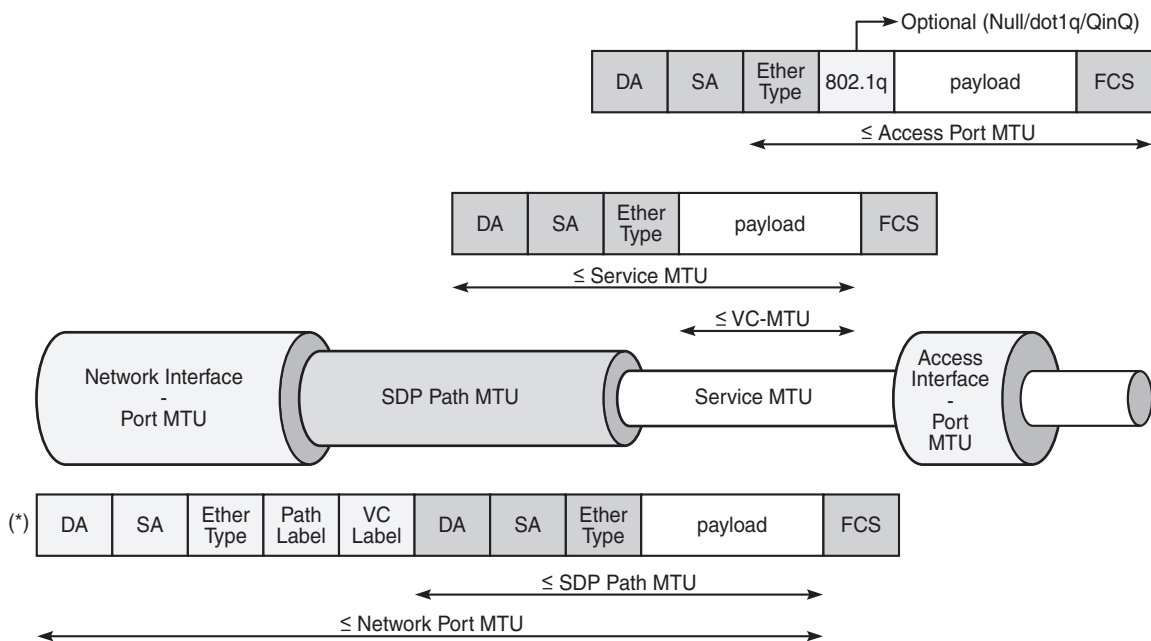 Optional (Null/dot1q/QinQ)
DA SA Ether Type 802.1q payload FCS
≤ Access Port MTU
DA SA Ether Type payload FCS
≤ Service MTU
≤ VC-MTU
Network Interface
-
Port MTU
SDP Path MTU
Service MTU
Access
Interface
-
Port
MTU
(*) DA SA Ether Type Path Label VC Label DA SA Ether Type payload FCS
≤ SDP Path MTU
≤ Network Port MTU